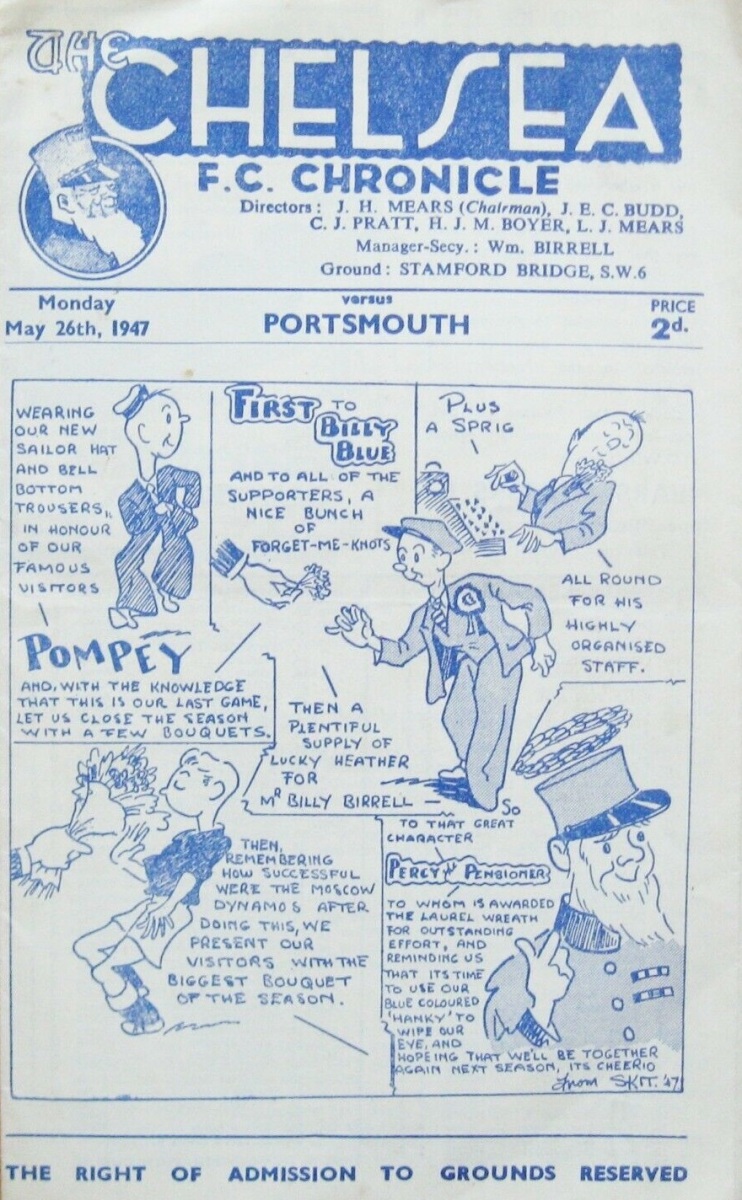 THE
CHELSEA
F.C. CHRONICLE
Directors: J. H. MEARS (Chairman), J. E. C. BUDD,
C. J. PRATT, H. J. M. BOYER, L. J. MEARS
Manager-Secy.: Wm. BIRRELL
Ground: STAMFORD BRIDGE, S.W.6
Monday
May 26th, 1947
versus
PORTSMOUTH
PRICE
2d.
WEARING
OUR NEW
SAILOR HAT
AND BELL
BOTTOM
TROUSERS,
IN HONOUR
OF OUR
FAMOUS
VISITORS
POMPEY
AND, WITH THE KNOWLEDGE
THAT THIS IS OUR LAST GAME,
LET US CLOSE THE SEASON
WITH A FEW BOUQUETS.
FIRST TO
BILLY
BLUE
AND TO ALL OF THE
SUPPORTERS, A
NICE BUNCH
OF
FORGET-ME-KNOTS
PLUS
A SPRIG
ALL ROUND
FOR HIS
HIGHLY
ORGANISED
STAFF.
THEN A
PLENTIFUL
SUPPLY OF
LUCKY HEATHER
FOR
MR BILLY BIRRELL —
SO
TO THAT GREAT
CHARACTER
PERCY THE PENSIONER
TO WHOM IS AWARDED
THE LAUREL WREATH
FOR OUTSTANDING
EFFORT, AND
REMINDING US
THAT ITS TIME
TO USE OUR
BLUE COLOURED
'HANKY' TO
WIPE OUR
EYE, AND
HOPEING THAT WE'LL BE TOGETHER
AGAIN NEXT SEASON, ITS CHEERIO
from SKIT. '47
THEN,
REMEMBERING
HOW SUCCESSFUL
WERE THE MOSCOW
DYNAMOS AFTER
DOING THIS, WE
PRESENT OUR
VISITORS WITH THE
BIGGEST BOUQUET
OF THE SEASON.
THE RIGHT OF ADMISSION TO GROUNDS RESERVED